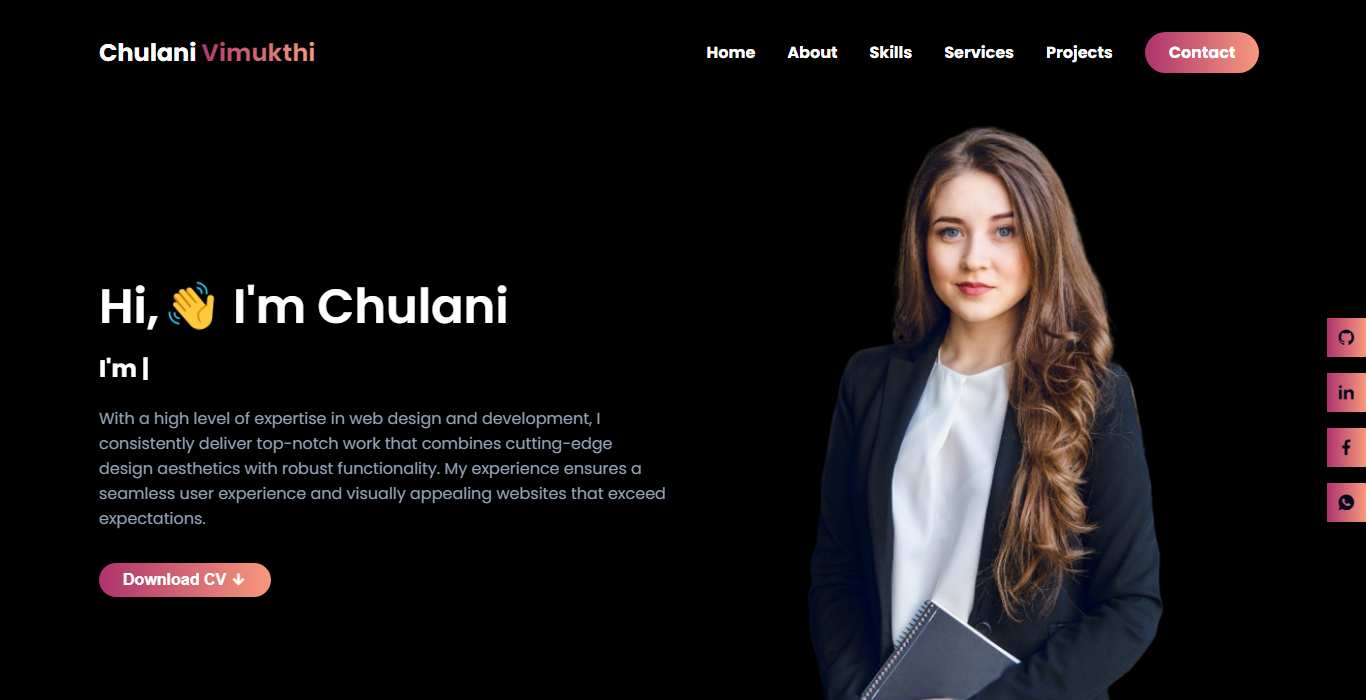 Chulani Vimukthi
Home About Skills Services Projects Contact
Hi, 👋 I'm Chulani
I'm |
With a high level of expertise in web design and development, I
consistently deliver top-notch work that combines cutting-edge
design aesthetics with robust functionality. My experience ensures a
seamless user experience and visually appealing websites that exceed
expectations.
Download CV ↓
in
f